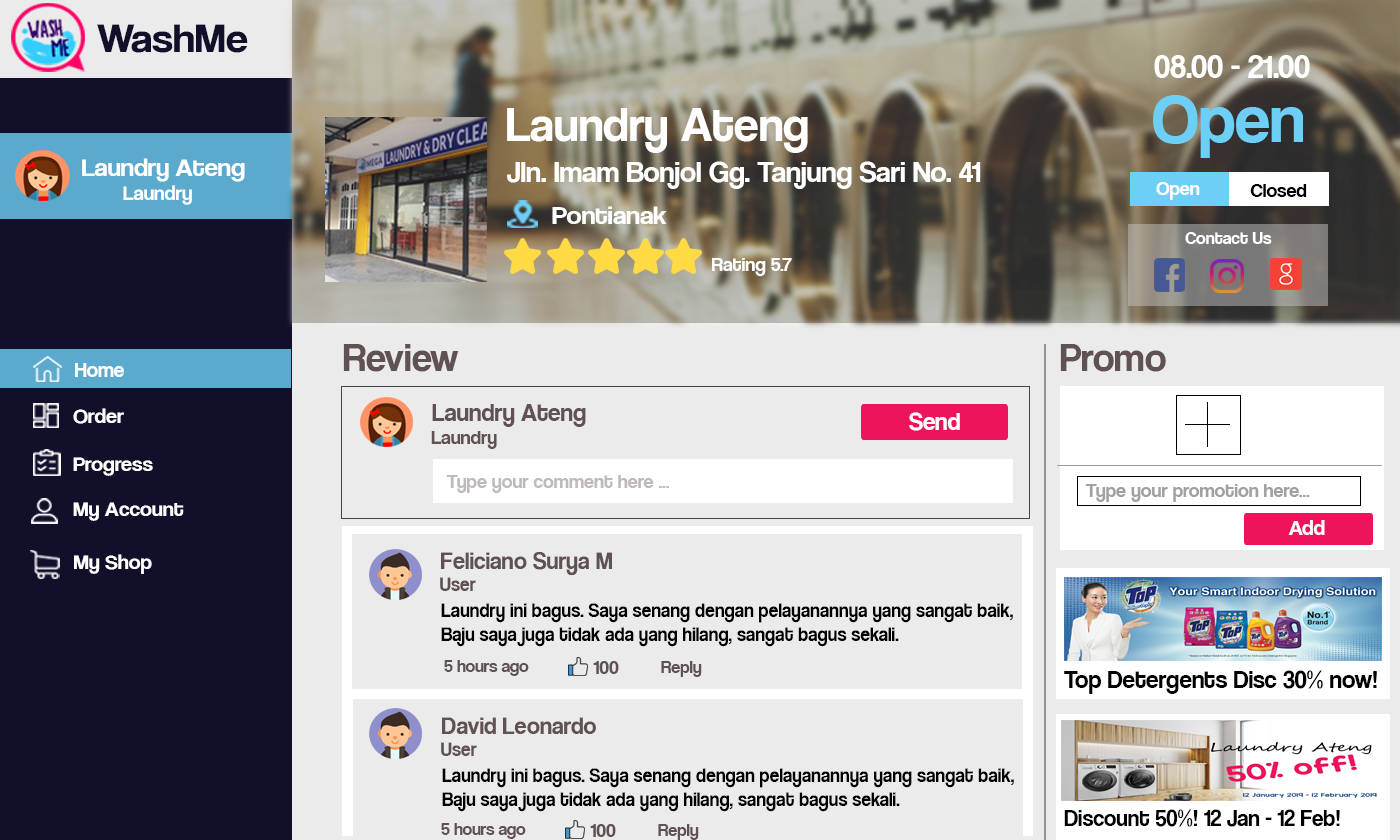 WASH
ME
WashMe
Laundry Ateng
Laundry
Home
Order
Progress
My Account
My Shop
MEGA LAUNDRY & DRY CLEA
Laundry Ateng
Jln. Imam Bonjol Gg. Tanjung Sari No. 41
Pontianak
Rating 5.7
08.00 - 21.00
Open
Open
Closed
Contact Us
Review
Laundry Ateng
Laundry
Send
Type your comment here ...
Feliciano Surya M
User
Laundry ini bagus. Saya senang dengan pelayanannya yang sangat baik,
Baju saya juga tidak ada yang hilang, sangat bagus sekali.
5 hours ago 100 Reply
David Leonardo
User
Laundry ini bagus. Saya senang dengan pelayanannya yang sangat baik,
Baju saya juga tidak ada yang hilang, sangat bagus sekali.
5 hours ago 100 Reply
Promo
Type your promotion here...
Add
TOP
Your Smart Indoor Drying Solution
TOP TOP
No.1
Brand
Top Detergents Disc 30% now!
Laundry Ateng
50% off!
12 January 2019 - 12 February 2019
Discount 50%! 12 Jan - 12 Feb!